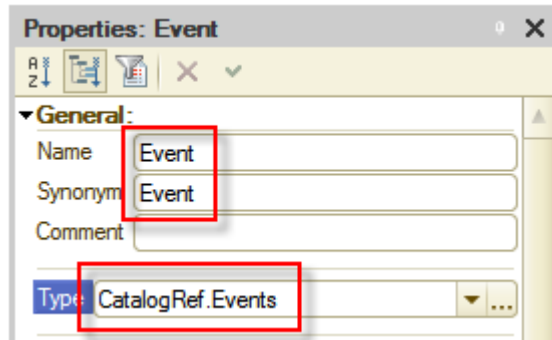 Properties: Event
General:
Name Event
Synonym Event
Comment
Type CatalogRef.Events